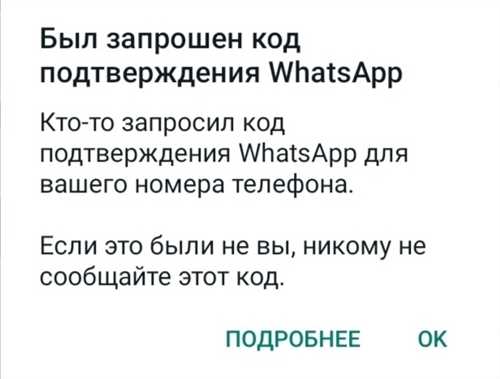 Был запрошен код
подтверждения WhatsApp
Кто-то запросил код
подтверждения WhatsApp для
вашего номера телефона.
Если это были не вы, никому не
сообщайте этот код.
ПОДРОБНЕЕ ОК